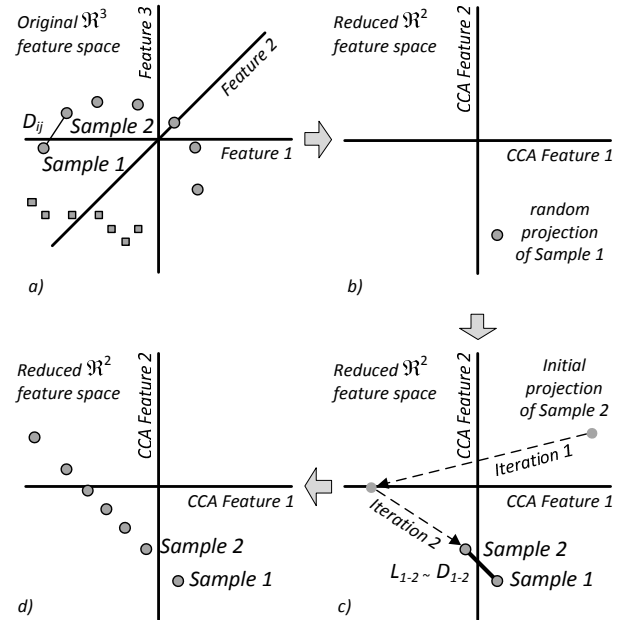 Original ℜ³
feature space
Feature 3
Feature 2
D_ij
Sample 2
Sample 1
Feature 1
a)
Reduced ℜ²
feature space
CCA Feature 2
CCA Feature 1
random
projection
of Sample 1
b)
Reduced ℜ²
feature space
CCA Feature 2
CCA Feature 1
Sample 2
Sample 1
d)
Reduced ℜ²
feature space
CCA Feature 2
Initial
projection
of Sample 2
Iteration 1
CCA Feature 1
Iteration 2
Sample 2
L₁₋₂ ~ D₁₋₂
Sample 1
c)